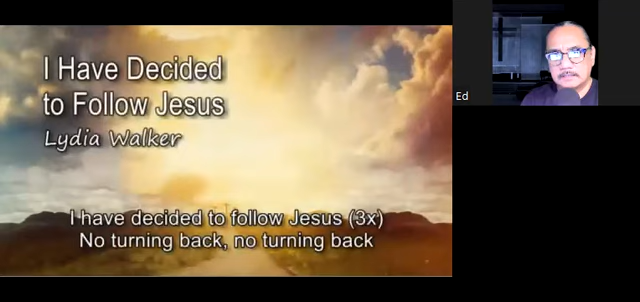 I Have Decided
to Follow Jesus
Lydia Walker
I have decided to follow Jesus (3x)
No turning back, no turning back
Ed